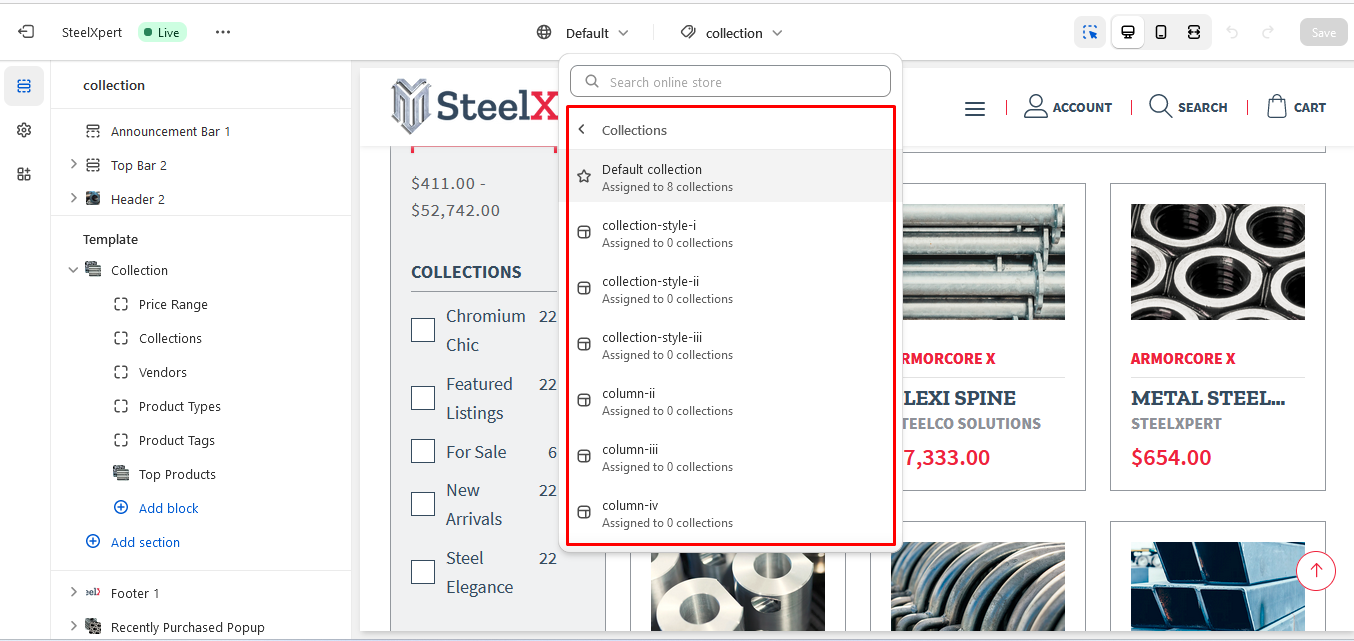 SteelXpert
Live
Default
collection
Save
collection
Announcement Bar 1
Top Bar 2
Header 2
Template
Collection
Price Range
Collections
Vendors
Product Types
Product Tags
Top Products
Add block
Add section
Footer 1
Recently Purchased Popup
SteelX
ACCOUNT
SEARCH
CART
$411.00 -
$52,742.00
COLLECTIONS
Chromium 22
Chic
Featured 22
Listings
For Sale 6
New 22
Arrivals
Steel 22
Elegance
Search online store
Collections
Default collection
Assigned to 8 collections
collection-style-i
Assigned to 0 collections
collection-style-ii
Assigned to 0 collections
collection-style-iii
Assigned to 0 collections
column-ii
Assigned to 0 collections
column-iii
Assigned to 0 collections
column-iv
Assigned to 0 collections
RMORCORE X
LEXI SPINE
TEELCO SOLUTIONS
7,333.00
ARMORCORE X
METAL STEEL...
STEELXPERT
$654.00